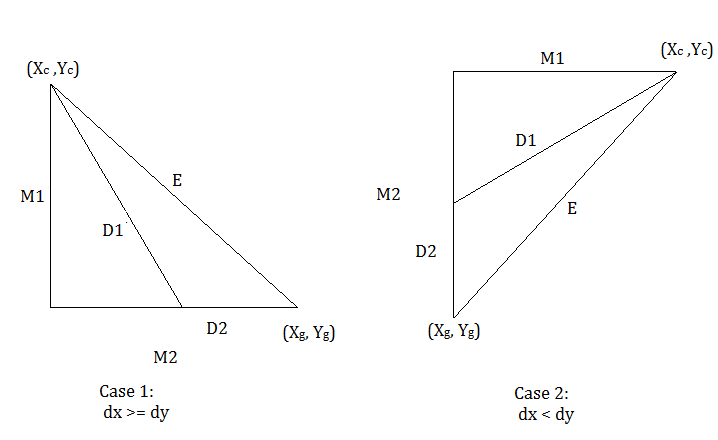 (Xc ,Yc)
M1
E
D1
D2
(Xg, Yg)
M2
Case 1:
dx >= dy
(Xc ,Yc)
M1
D1
M2
E
D2
(Xg, Yg)
Case 2:
dx < dy